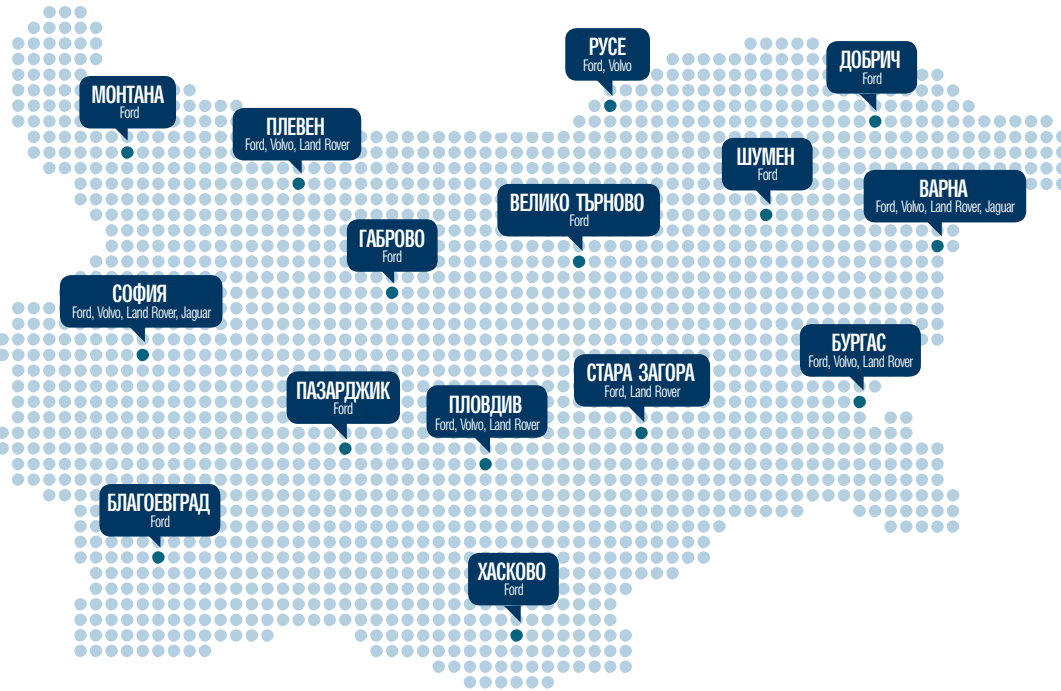 РУСЕ
Ford, Volvo
ДОБРИЧ
Ford
МОНТАНА
Ford
ПЛЕВЕН
Ford, Volvo, Land Rover
ШУМЕН
Ford
ВАРНА
Ford, Volvo, Land Rover, Jaguar
ВЕЛИКО ТЪРНОВО
Ford
ГАБРОВО
Ford
СОФИЯ
Ford, Volvo, Land Rover, Jaguar
БУРГАС
Ford, Volvo, Land Rover
СТАРА ЗАГОРА
Ford, Land Rover
ПАЗАРДЖИК
Ford
ПЛОВДИВ
Ford, Volvo, Land Rover
БЛАГОЕВГРАД
Ford
ХАСКОВО
Ford